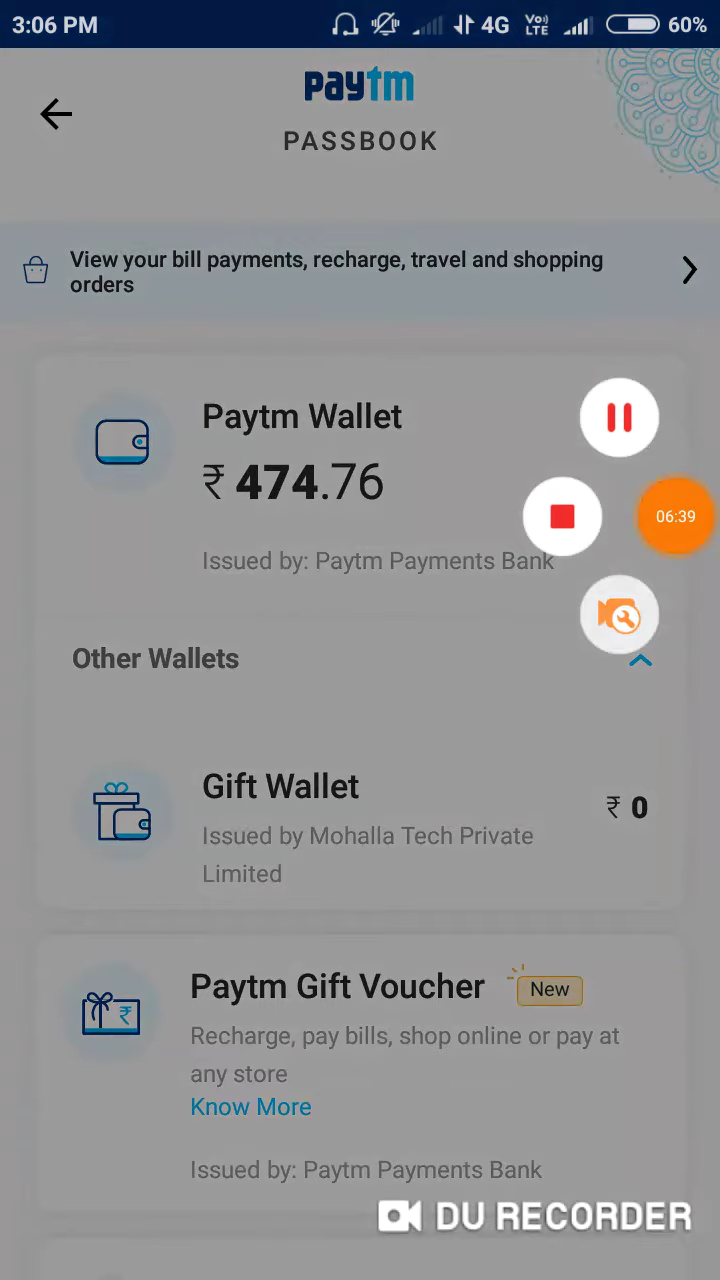 3:06 PM 4G Vo) LTE 60%
paytm
PASSBOOK
View your bill payments, recharge, travel and shopping
orders
Paytm Wallet
₹ 474.76
06:39
Issued by: Paytm Payments Bank
Other Wallets
Gift Wallet
₹ 0
Issued by Mohalla Tech Private
Limited
Paytm Gift Voucher New
Recharge, pay bills, shop online or pay at
any store
Know More
Issued by: Paytm Payments Bank
DU RECORDER